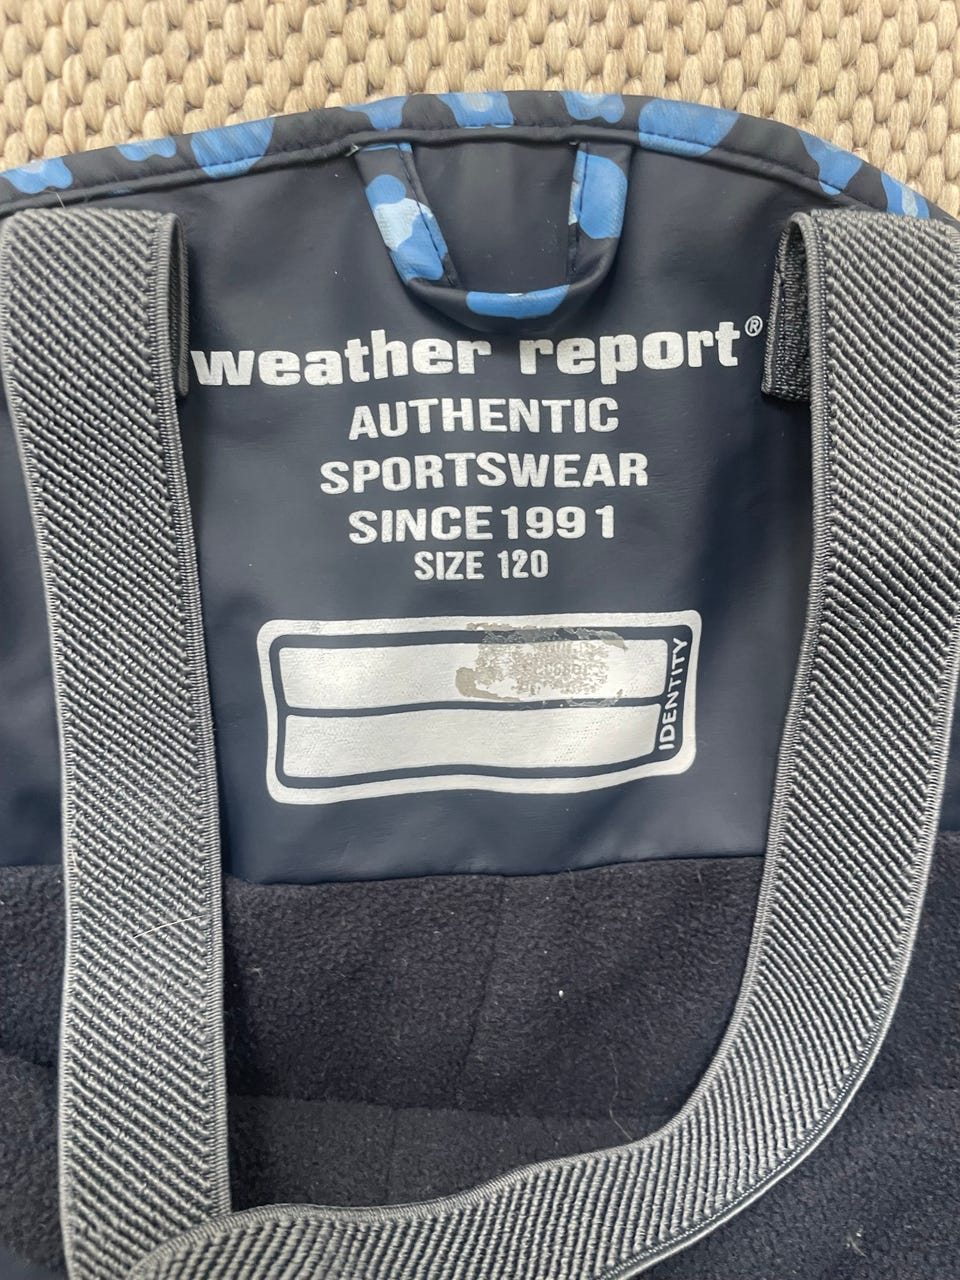 weather report®
AUTHENTIC
SPORTSWEAR
SINCE 1991
SIZE 120
IDENTITY